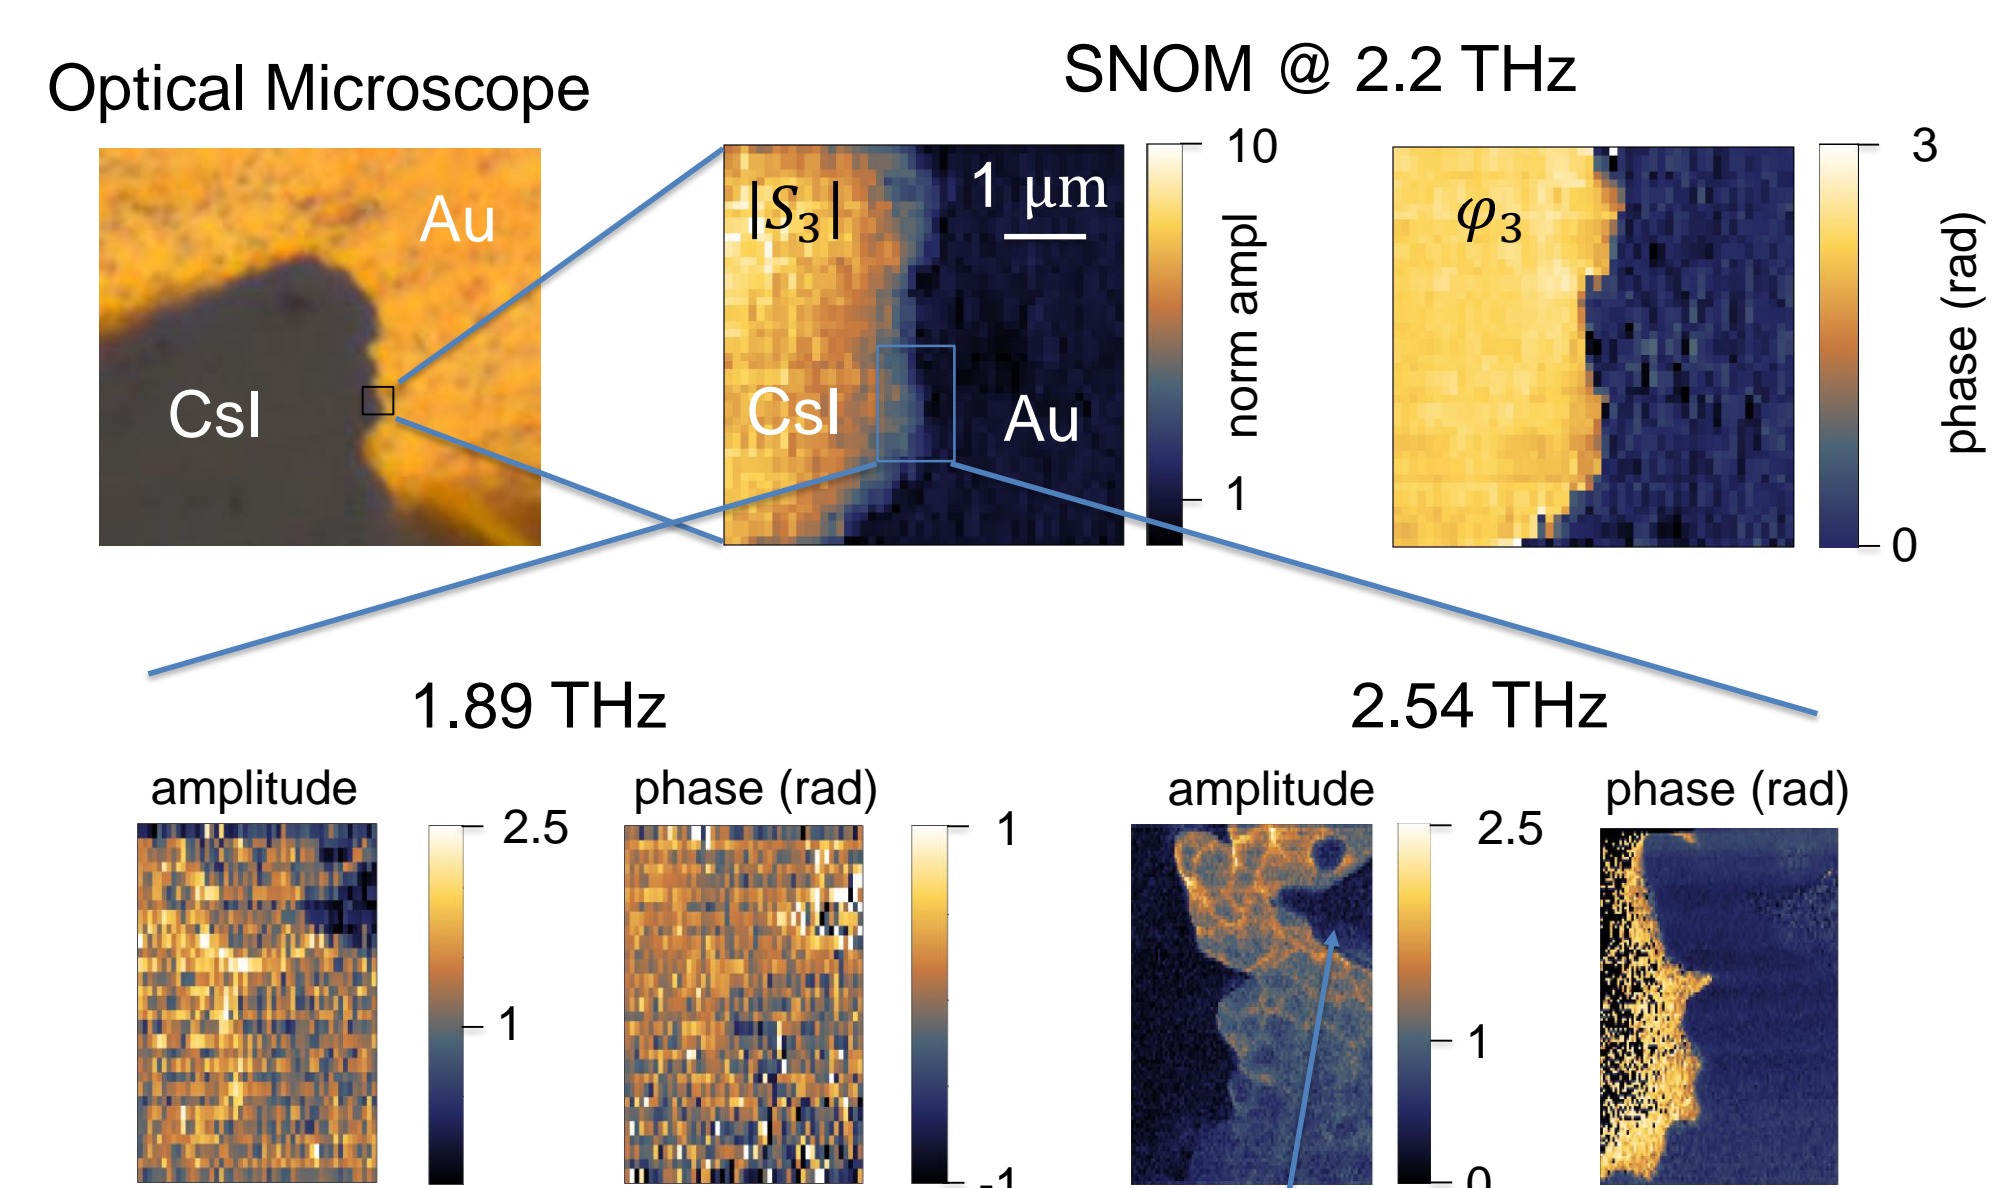 Optical Microscope
SNOM @ 2.2 THz
Au
CsI
|S₃|
1 μm
CsI
Au
10
1
norm ampl
φ₃
3
0
phase (rad)
1.89 THz
2.54 THz
amplitude
2.5
1
phase (rad)
1
-1
amplitude
2.5
1
0
phase (rad)